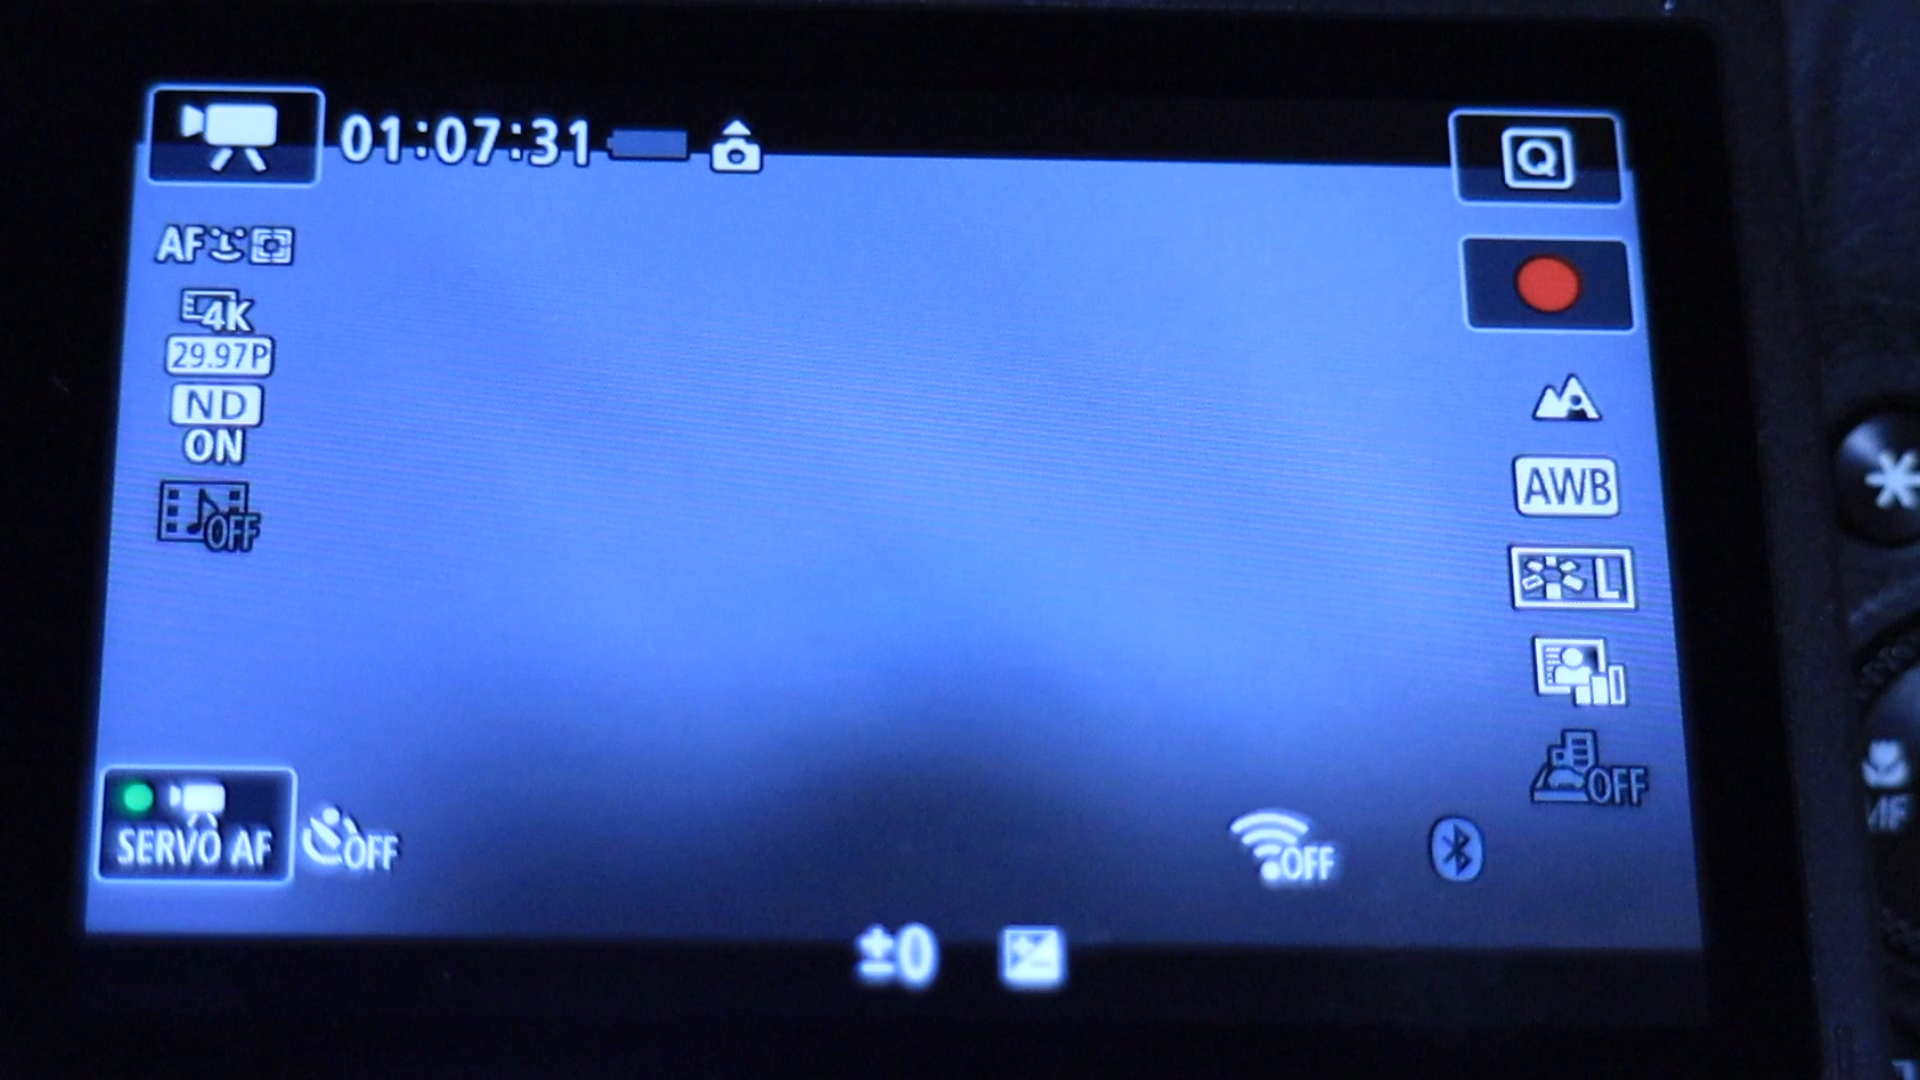 01:07:31
Q
AF
4K
29.97P
ND
ON
OFF
AWB
L
OFF
SERVO AF
OFF
OFF
±0
MF